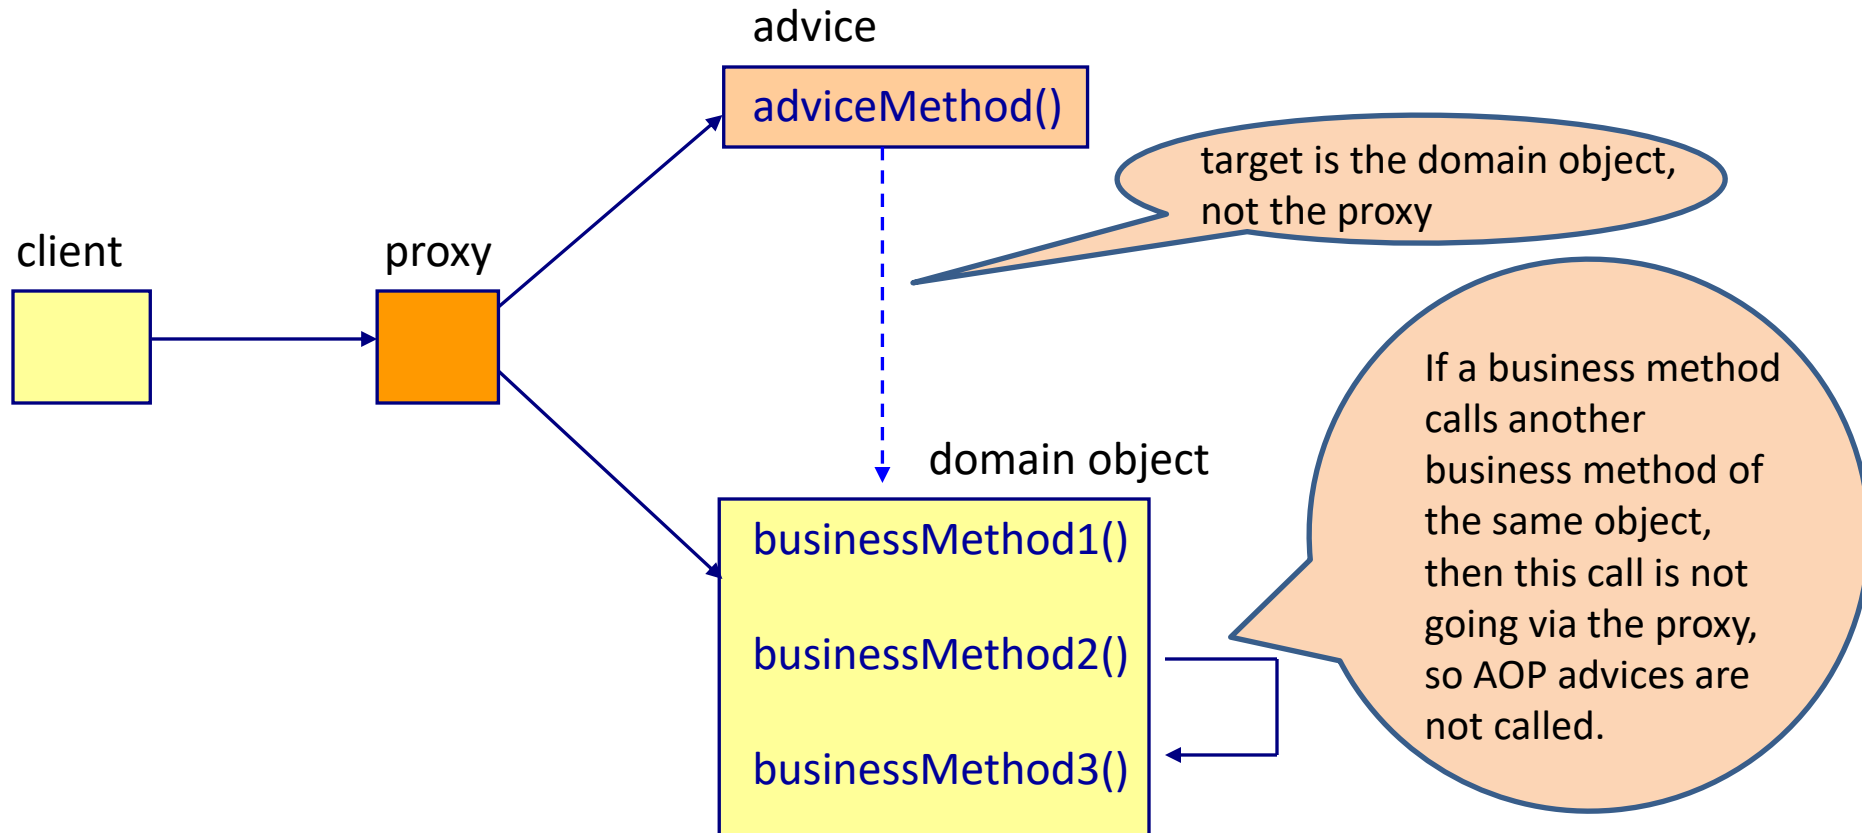 advice
adviceMethod()
target is the domain object,
not the proxy
client
proxy
If a business method
calls another
business method of
the same object,
then this call is not
going via the proxy,
so AOP advices are
not called.
domain object
businessMethod1()
businessMethod2()
businessMethod3()